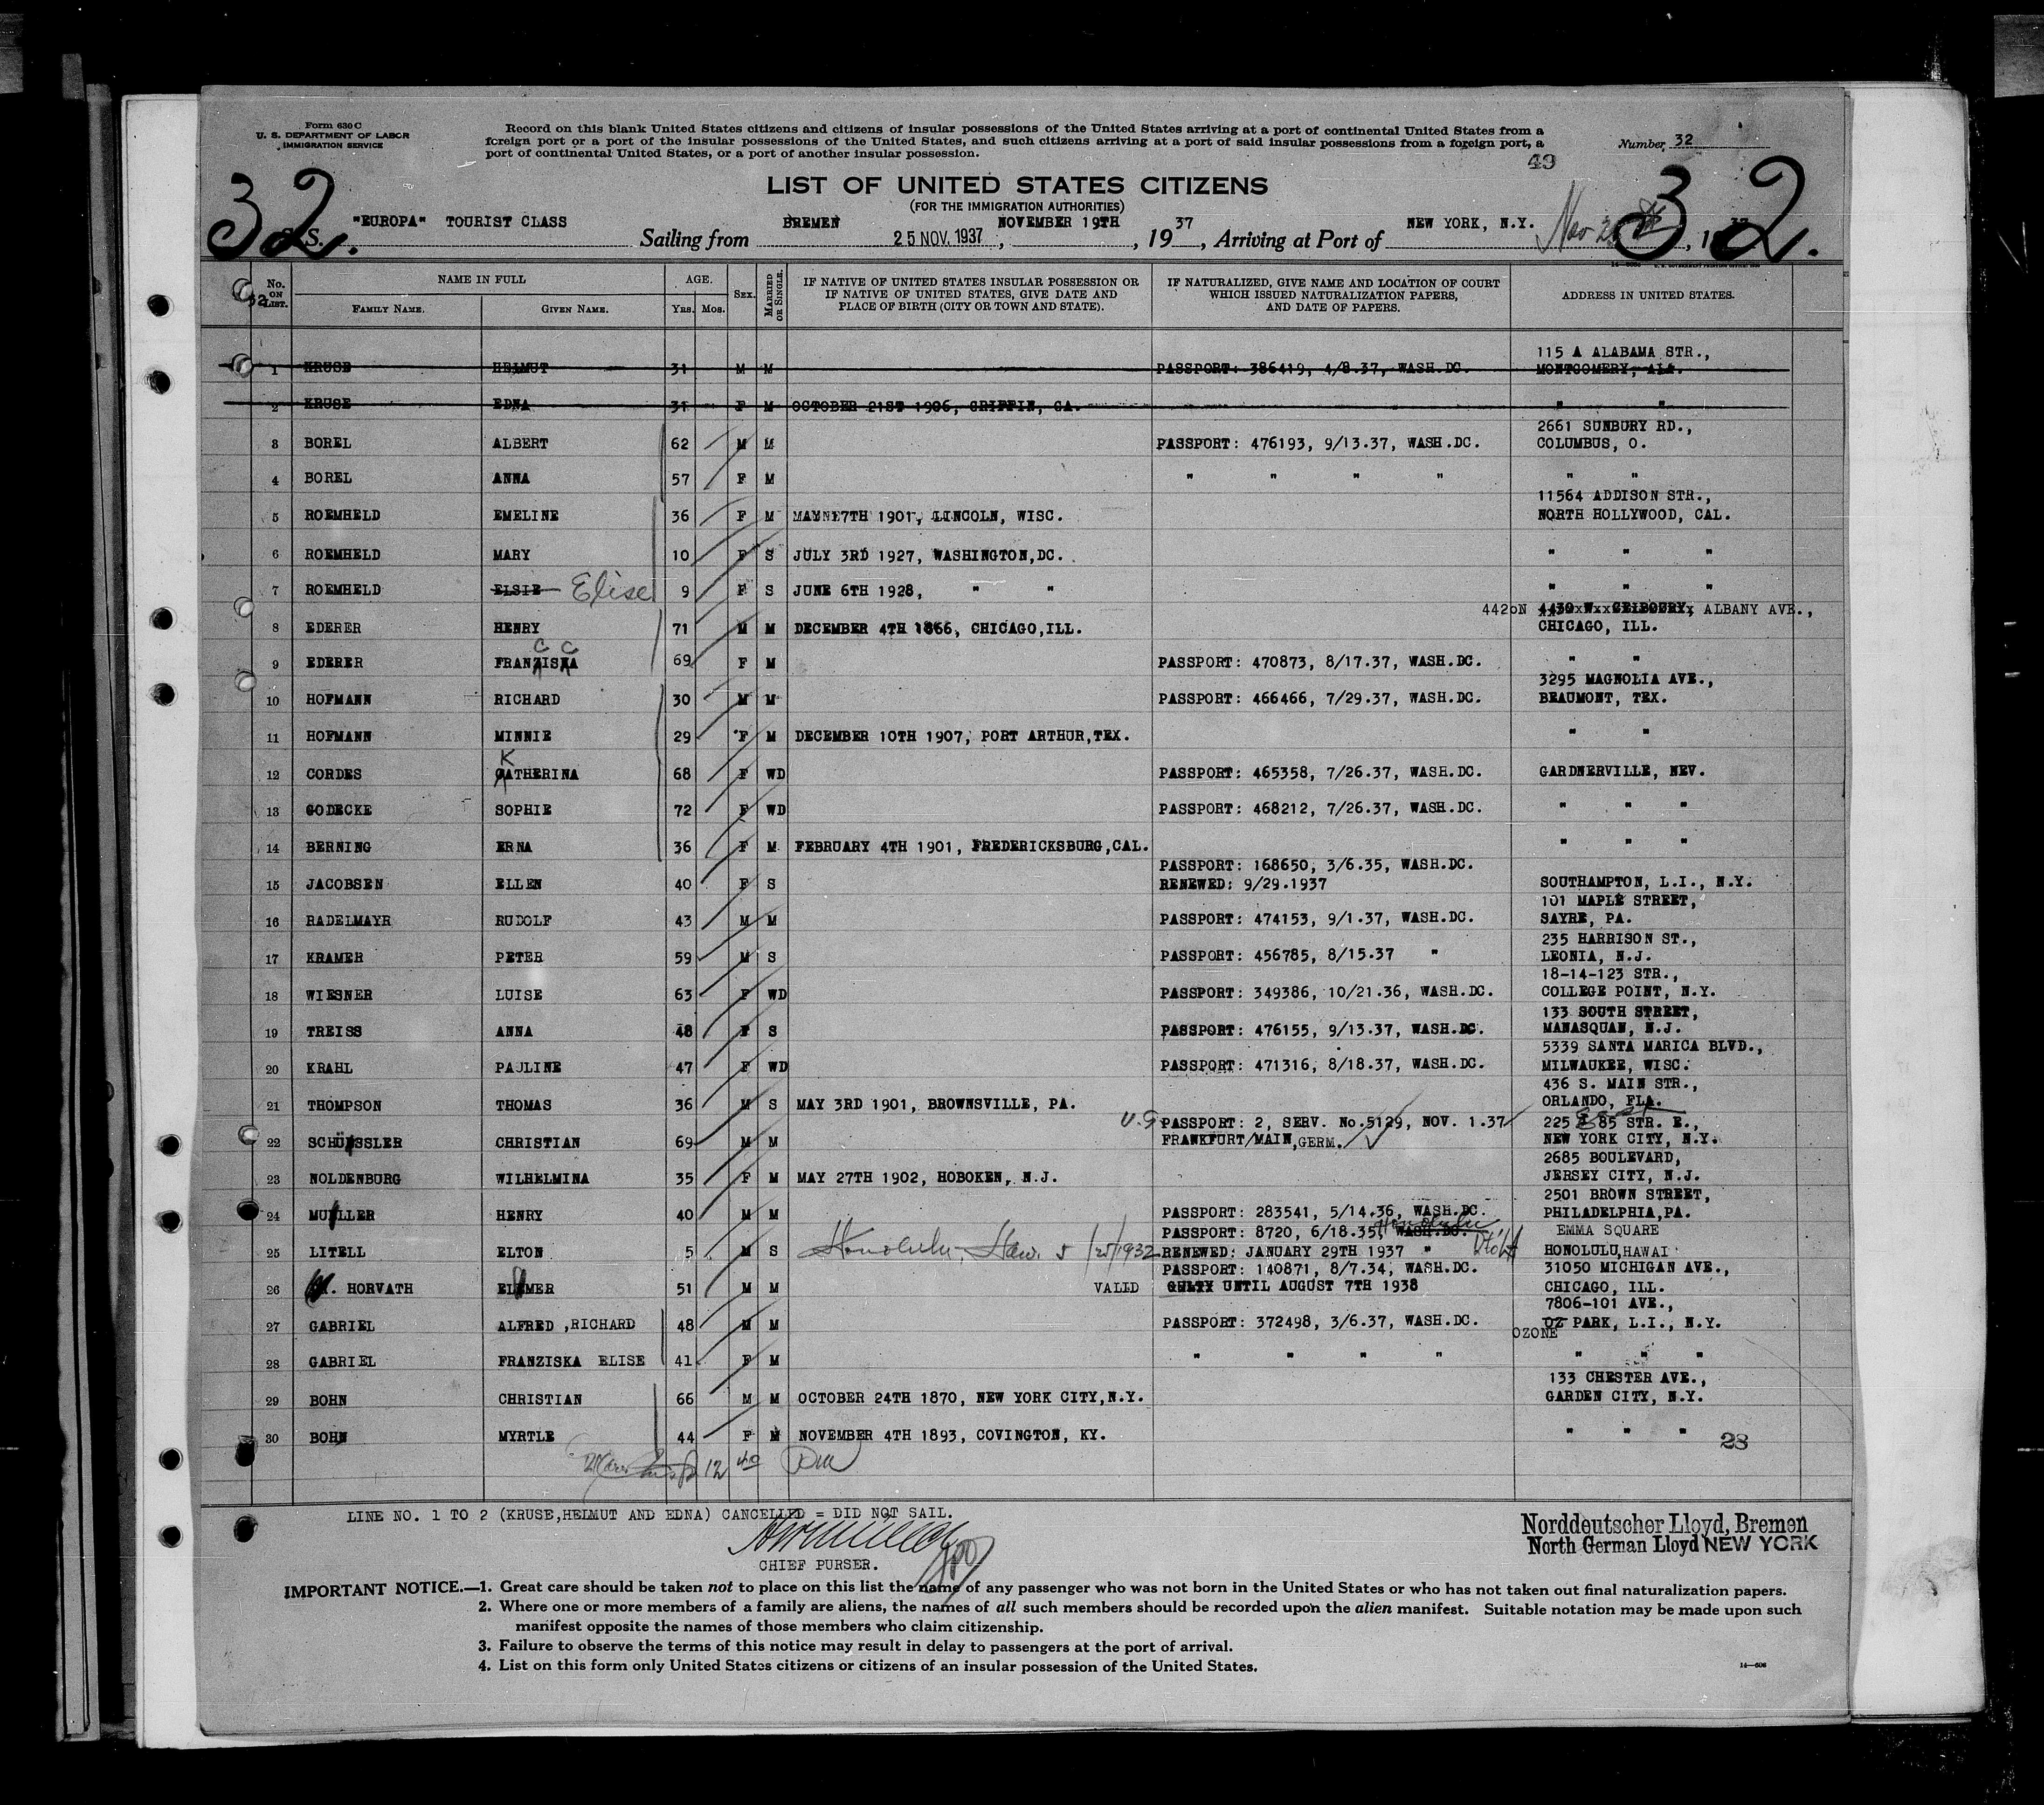 Form 630 C
U. S. DEPARTMENT OF LABOR
IMMIGRATION SERVICE
Record on this blank United States citizens and citizens of insular possessions of the United States arriving at a port of continental United States from a
foreign port or a port of the insular possessions of the United States, and such citizens arriving at a port of said insular possessions from a foreign port, a
port of continental United States, or a port of another insular possession.
Number 32
49
LIST OF UNITED STATES CITIZENS
(FOR THE IMMIGRATION AUTHORITIES)
32. 32.
S.S. "EUROPA" TOURIST CLASS Sailing from BREMEN 25 NOV. 1937, NOVEMBER 19TH, 1937, Arriving at Port of NEW YORK, N.Y. Nov , 1937
No. ON LIST. NAME IN FULL AGE. SEX. MARRIED OR SINGLE. IF NATIVE OF UNITED STATES INSULAR POSSESSION OR IF NATIVE OF UNITED STATES, GIVE DATE AND PLACE OF BIRTH (CITY OR TOWN AND STATE). IF NATURALIZED, GIVE NAME AND LOCATION OF COURT WHICH ISSUED NATURALIZATION PAPERS, AND DATE OF PAPERS. ADDRESS IN UNITED STATES.
32 FAMILY NAME. GIVEN NAME. YRS. MOS.
115 A ALABAMA STR.,
1 KRUSE HELMUT 31 M M PASSPORT: 386419, 4/8.37, WASH.DC. MONTGOMERY, ALA.
2 KRUSE EDNA 31 F M OCTOBER 21ST 1906, GRIFFIN, GA. " "
2661 SUNBURY RD.,
3 BOREL ALBERT 62 M M PASSPORT: 476193, 9/13.37, WASH.DC. COLUMBUS, O.
4 BOREL ANNA 57 F M " " " " " "
11564 ADDISON STR.,
5 ROEMHELD EMELINE 36 F M MAY 7TH 1901, LINCOLN, WISC. NORTH HOLLYWOOD, CAL.
6 ROEMHELD MARY 10 F S JULY 3RD 1927, WASHINGTON,DC. " " "
7 ROEMHELD ELSIE Elise 9 F S JUNE 6TH 1928, " " " " "
4420N ALBANY AVE.,
8 EDERER HENRY 71 M M DECEMBER 4TH 1866, CHICAGO,ILL. CHICAGO, ILL.
C C
9 EDERER FRANZISKA 69 F M PASSPORT: 470873, 8/17.37, WASH.DC. " "
3295 MAGNOLIA AVE.,
10 HOFMANN RICHARD 30 M M PASSPORT: 466466, 7/29.37, WASH.DC. BEAUMONT, TEX.
11 HOFMANN MINNIE 29 F M DECEMBER 10TH 1907, PORT ARTHUR,TEX. " "
K
12 CORDES CATHERINA 68 F WD PASSPORT: 465358, 7/26.37, WASH.DC. GARDNERVILLE, NEV.
13 GODECKE SOPHIE 72 F WD PASSPORT: 468212, 7/26.37, WASH.DC. " " "
14 BERNING ERNA 36 F M FEBRUARY 4TH 1901, FREDERICKSBURG,CAL. " " "
PASSPORT: 168650, 3/6.35, WASH.DC.
15 JACOBSEN ELLEN 40 F S RENEWED: 9/29.1937 SOUTHAMPTON, L.I., N.Y.
101 MAPLE STREET,
16 RADELMAYR RUDOLF 43 M M PASSPORT: 474153, 9/1.37, WASH.DC. SAYRE, PA.
235 HARRISON ST.,
17 KRAMER PETER 59 M S PASSPORT: 456785, 8/15.37 " LEONIA, N.J.
18-14-123 STR.,
18 WIESNER LUISE 63 F WD PASSPORT: 349386, 10/21.36, WASH.DC. COLLEGE POINT, N.Y.
133 SOUTH STREET,
19 TREISS ANNA 48 F S PASSPORT: 476155, 9/13.37, WASH.DC. MANASQUAN, N.J.
5339 SANTA MARICA BLVD.,
20 KRAHL PAULINE 47 F WD PASSPORT: 471316, 8/18.37, WASH.DC. MILWAUKEE, WISC.
436 S. MAIN STR.,
21 THOMPSON THOMAS 36 M S MAY 3RD 1901, BROWNSVILLE, PA. ORLANDO, FLA.
U.S PASSPORT: 2, SERV. No.5129, NOV. 1.37 225 E 85 STR. E.,
22 SCHÜSSLER CHRISTIAN 69 M M FRANKFURT/MAIN,GERM. NEW YORK CITY, N.Y.
2685 BOULEVARD,
23 NOLDENBURG WILHELMINA 35 F M MAY 27TH 1902, HOBOKEN, N.J. JERSEY CITY, N.J.
2501 BROWN STREET,
24 MUELLER HENRY 40 M M PASSPORT: 283541, 5/14.36, WASH.DC. PHILADELPHIA,PA.
PASSPORT: 8720, 6/18.35, WASH.DC. Honolulu EMMA SQUARE
25 LITELL ELTON 5 M S Honolulu, Haw. 5/25/1932 RENEWED: JANUARY 29TH 1937 " HONOLULU,HAWAI
PASSPORT: 140871, 8/7.34, WASH.DC. 31050 MICHIGAN AVE.,
26 HORVATH ELMER 51 M M VALID UNTIL AUGUST 7TH 1938 CHICAGO, ILL.
7806-101 AVE.,
27 GABRIEL ALFRED ,RICHARD 48 M M PASSPORT: 372498, 3/6.37, WASH.DC. OZ PARK, L.I., N.Y.
OZONE
28 GABRIEL FRANZISKA ELISE 41 F M " " " " " " "
133 CHESTER AVE.,
29 BOHN CHRISTIAN 66 M M OCTOBER 24TH 1870, NEW YORK CITY,N.Y. GARDEN CITY, N.Y.
30 BOHN MYRTLE 44 F M NOVEMBER 4TH 1893, COVINGTON, KY. " " "
28
12 40 PM
LINE NO. 1 TO 2 (KRUSE,HELMUT AND EDNA) CANCELLED = DID NOT SAIL.
CHIEF PURSER.
Norddeutscher Lloyd, Bremen
North German Lloyd NEW YORK
IMPORTANT NOTICE.—1. Great care should be taken not to place on this list the name of any passenger who was not born in the United States or who has not taken out final naturalization papers.
2. Where one or more members of a family are aliens, the names of all such members should be recorded upon the alien manifest. Suitable notation may be made upon such
manifest opposite the names of those members who claim citizenship.
3. Failure to observe the terms of this notice may result in delay to passengers at the port of arrival.
4. List on this form only United States citizens or citizens of an insular possession of the United States.
14—606